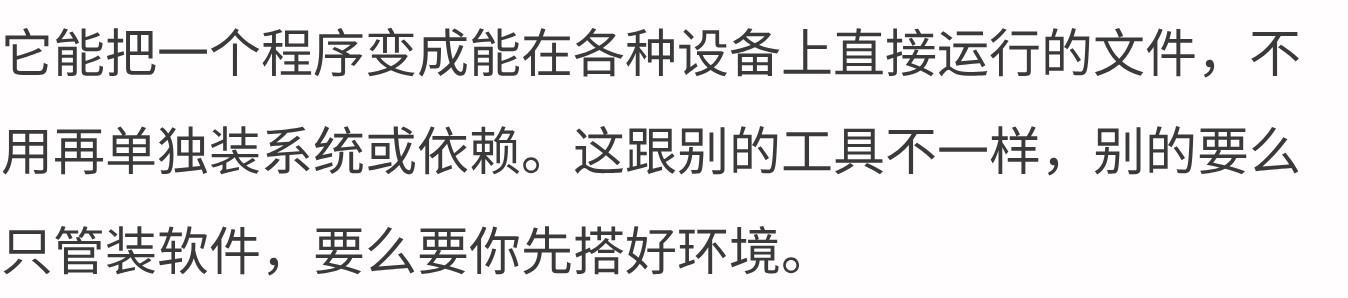 它能把一个程序变成能在各种设备上直接运行的文件，不
用再单独装系统或依赖。这跟别的工具不一样，别的要么
只管装软件，要么要你先搭好环境。